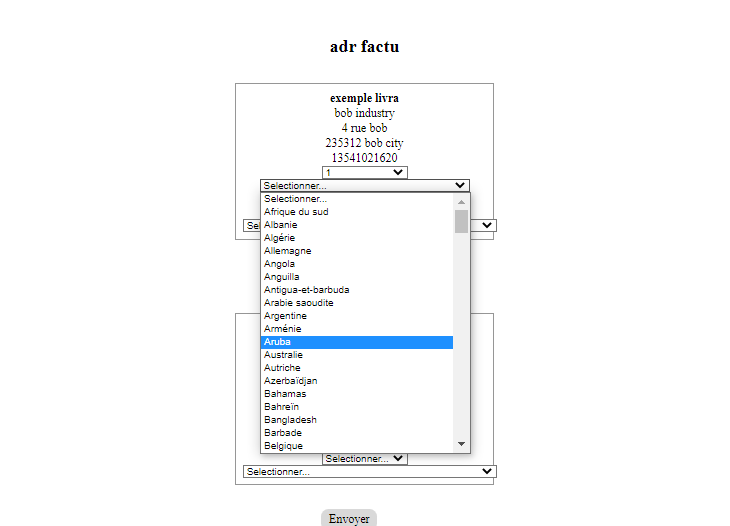 adr factu
exemple livra
bob industry
4 rue bob
235312 bob city
13541021620
1
Selectionner...
Selectionner...
Afrique du sud
Albanie
Algérie
Allemagne
Angola
Anguilla
Antigua-et-barbuda
Arabie saoudite
Argentine
Arménie
Aruba
Australie
Autriche
Azerbaïdjan
Bahamas
Bahreïn
Bangladesh
Barbade
Belgique
Selectionner...
Selectionner...
Envoyer